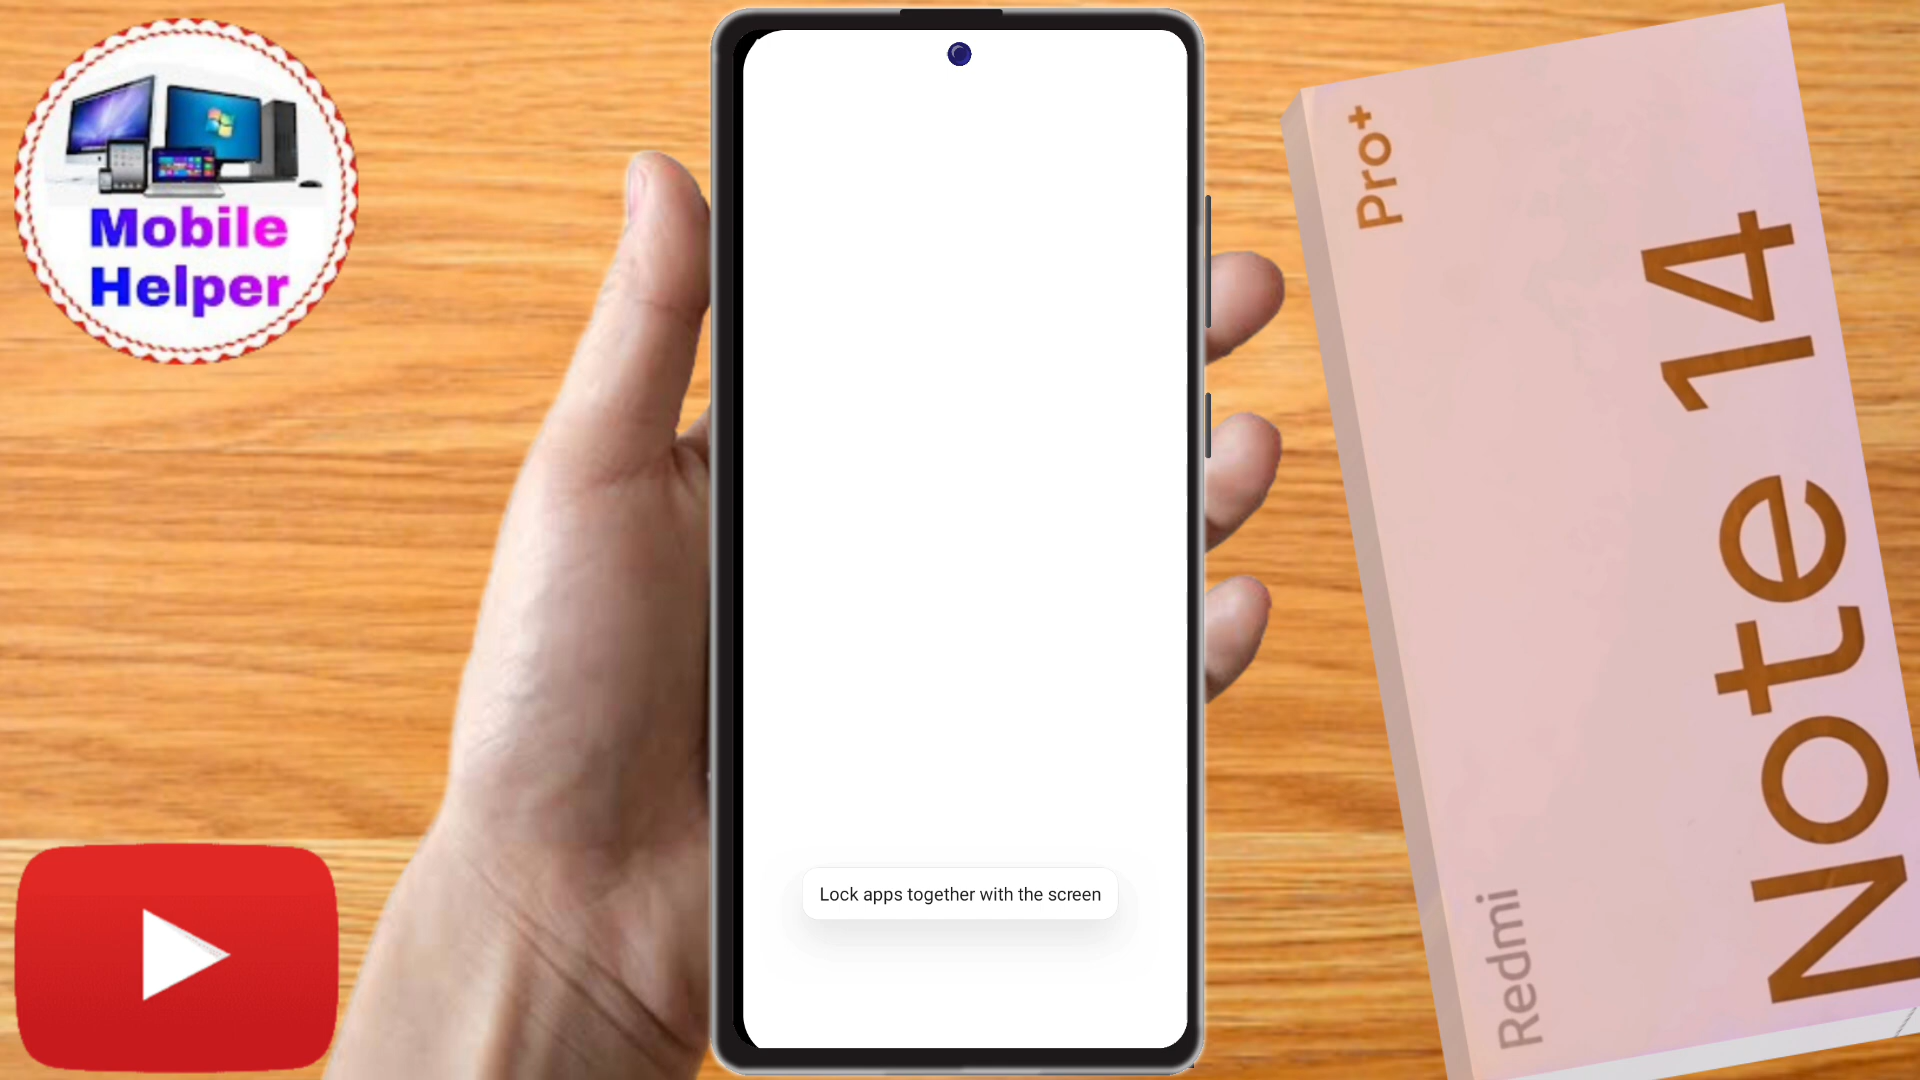 Mobile
Helper
Lock apps together with the screen
Redmi
Note 14
Pro+